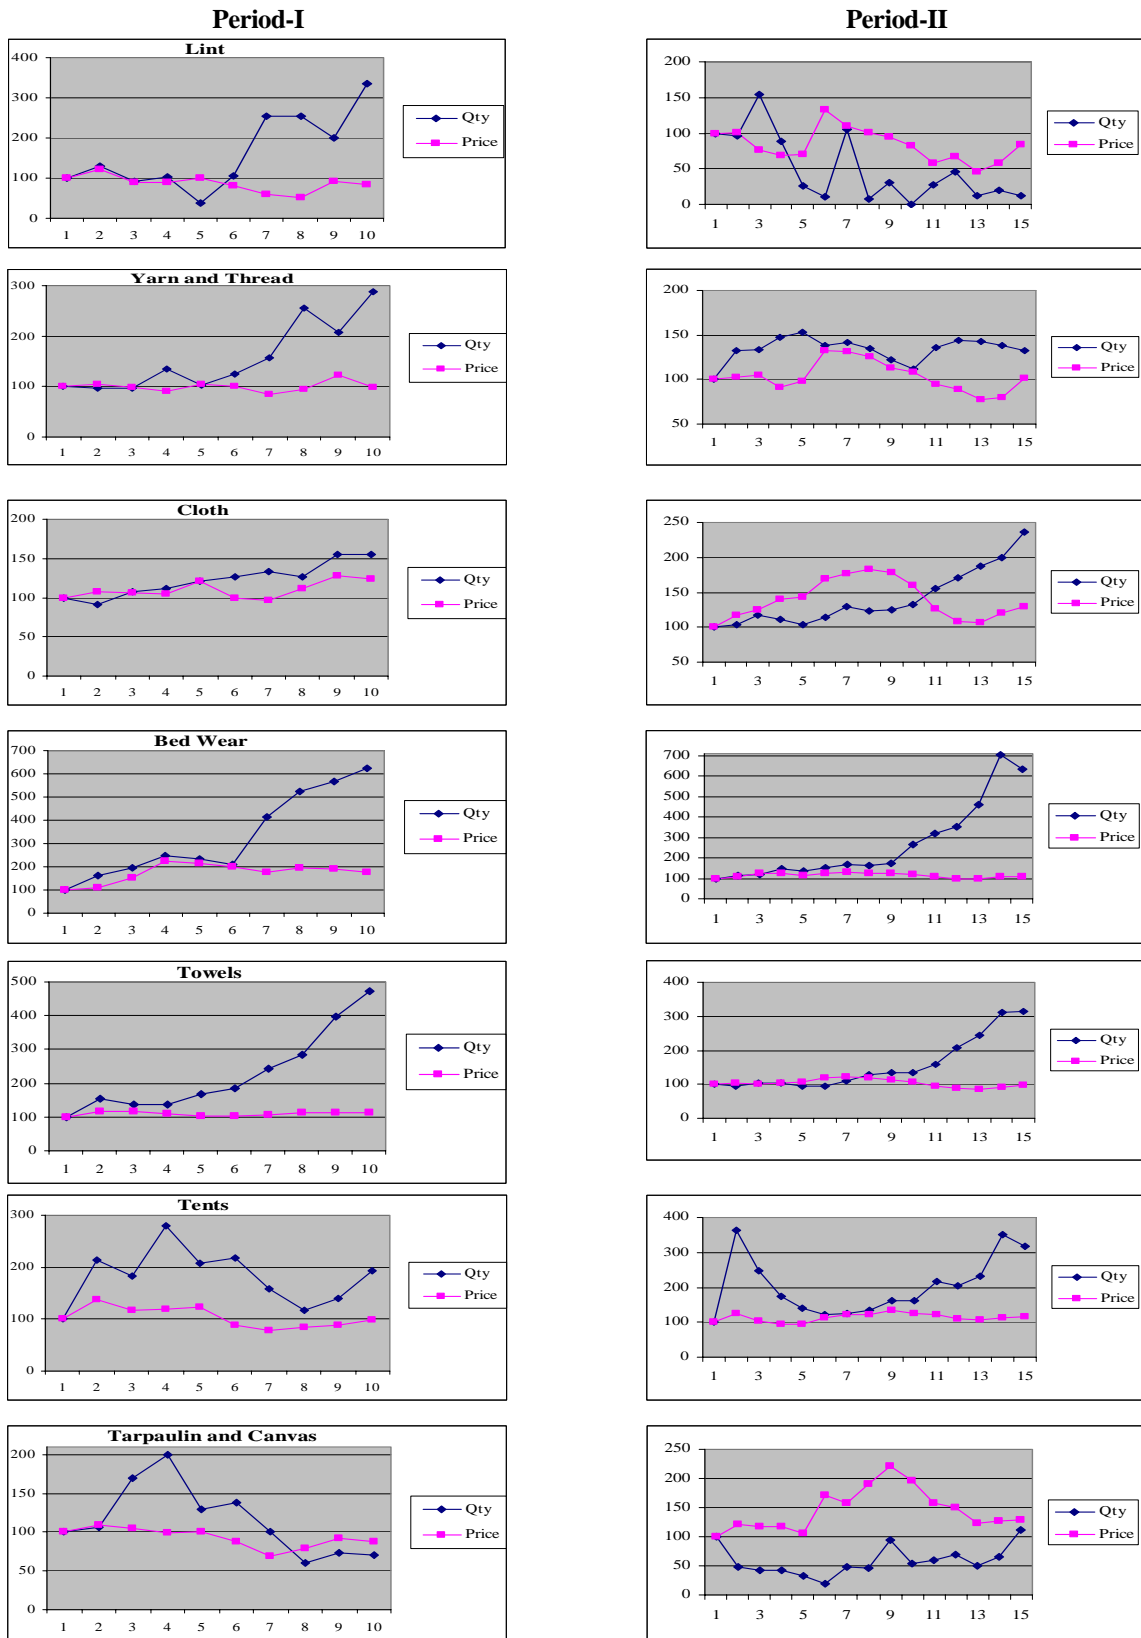 Period-I
Period-II
Lint
400
300
200
100
0
1 2 3 4 5 6 7 8 9 10
Qty
Price
200
150
100
50
0
1 3 5 7 9 11 13 15
Qty
Price
Yarn and Thread
300
200
100
0
1 2 3 4 5 6 7 8 9 10
Qty
Price
200
150
100
50
1 3 5 7 9 11 13 15
Qty
Price
Cloth
200
150
100
50
0
1 2 3 4 5 6 7 8 9 10
Qty
Price
250
200
150
100
50
1 3 5 7 9 11 13 15
Qty
Price
Bed Wear
700
600
500
400
300
200
100
0
1 2 3 4 5 6 7 8 9 10
Qty
Price
700
600
500
400
300
200
100
0
1 3 5 7 9 11 13 15
Qty
Price
Towels
500
400
300
200
100
0
1 2 3 4 5 6 7 8 9 10
Qty
Price
400
300
200
100
0
1 3 5 7 9 11 13 15
Qty
Price
Tents
300
200
100
0
1 2 3 4 5 6 7 8 9 10
Qty
Price
400
300
200
100
0
1 3 5 7 9 11 13 15
Qty
Price
Tarpaulin and Canvas
200
150
100
50
0
1 2 3 4 5 6 7 8 9 10
Qty
Price
250
200
150
100
50
0
1 3 5 7 9 11 13 15
Qty
Price